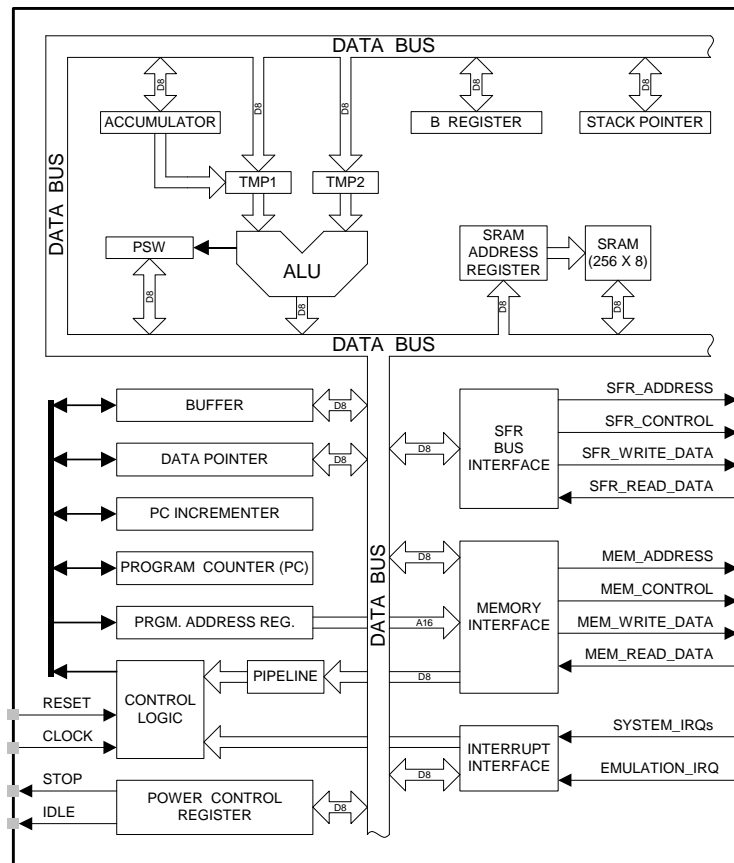 DATA BUS
D8
D8
D8
D8
D8
ACCUMULATOR
B REGISTER
STACK POINTER
DATA BUS
TMP1
TMP2
PSW
ALU
SRAM
ADDRESS
REGISTER
SRAM
(256 X 8)
D8
D8
D8
D8
DATA BUS
BUFFER
D8
DATA POINTER
D8
PC INCREMENTER
PROGRAM COUNTER (PC)
PRGM. ADDRESS REG.
DATA BUS
D8
SFR
BUS
INTERFACE
SFR_ADDRESS
SFR_CONTROL
SFR_WRITE_DATA
SFR_READ_DATA
D8
A16
D8
MEMORY
INTERFACE
MEM_ADDRESS
MEM_CONTROL
MEM_WRITE_DATA
MEM_READ_DATA
PIPELINE
CONTROL
LOGIC
RESET
CLOCK
INTERRUPT
INTERFACE
SYSTEM_IRQs
EMULATION_IRQ
D8
STOP
IDLE
POWER CONTROL
REGISTER
D8